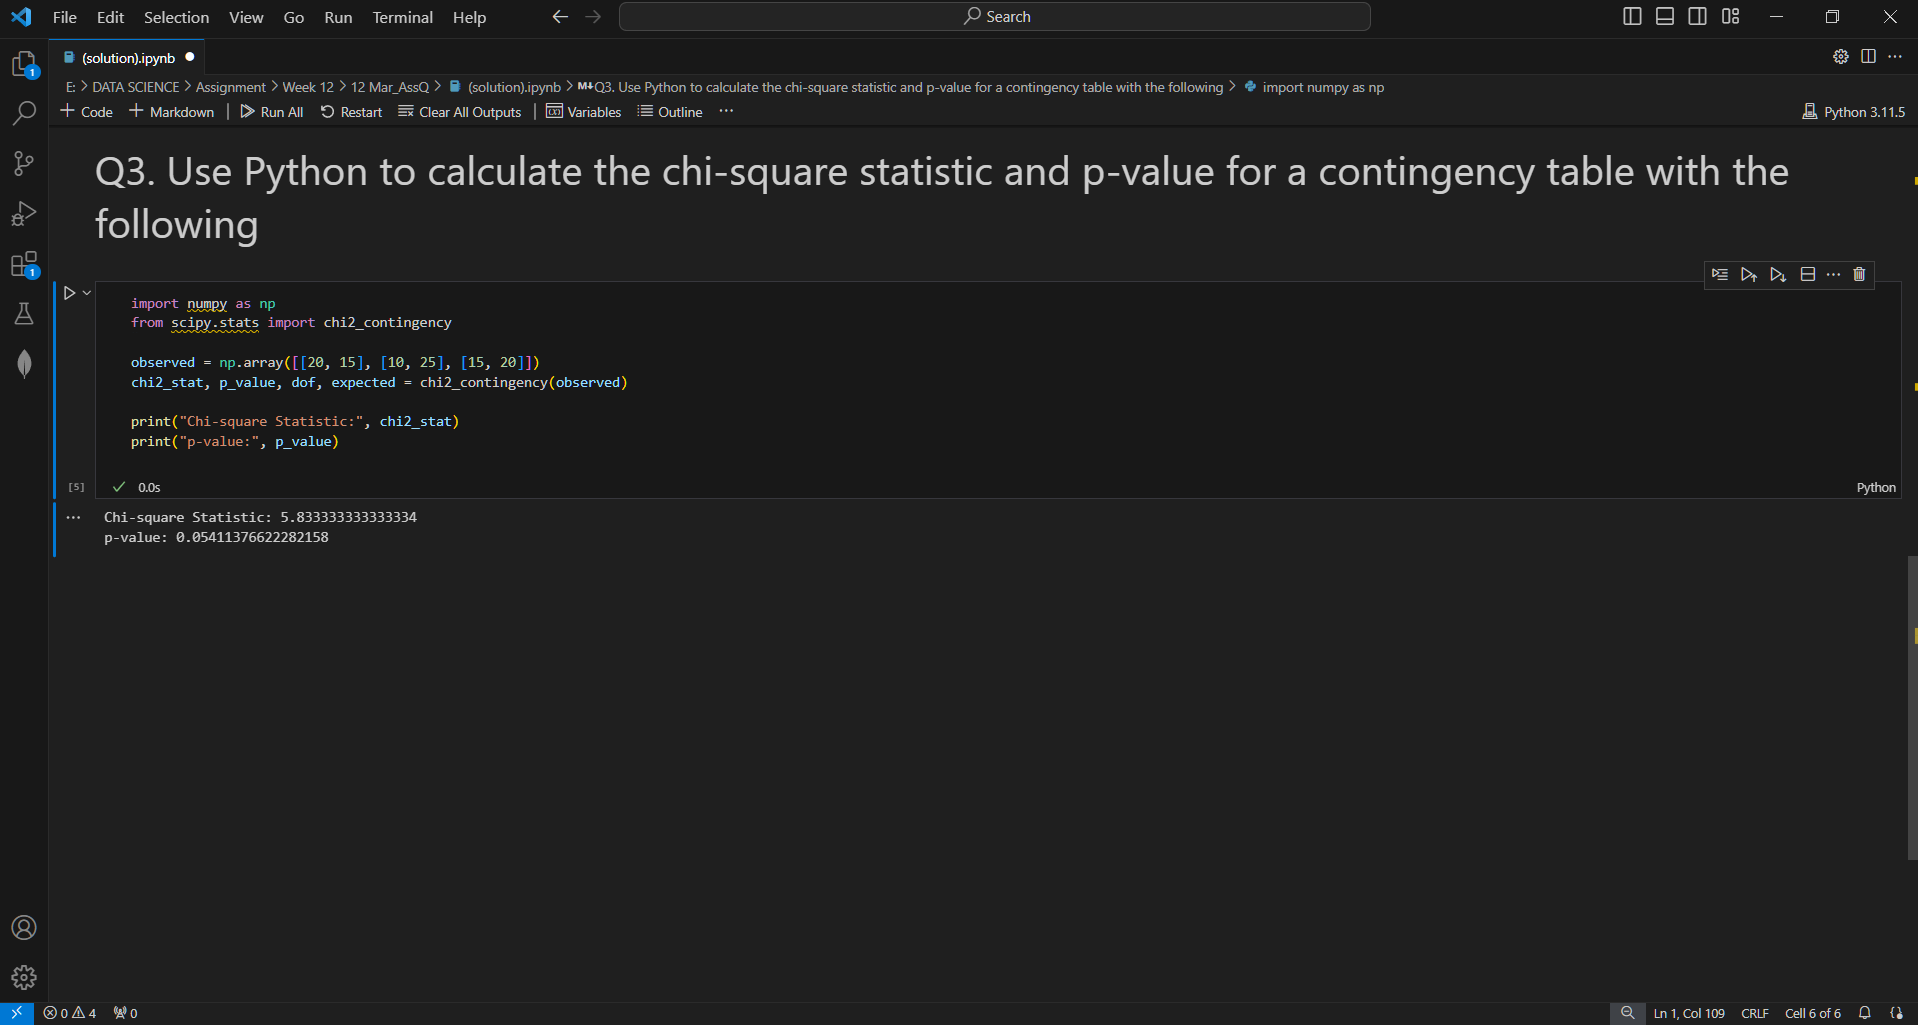 File Edit Selection View Go Run Terminal Help
Search
(solution).ipynb
E: > DATA SCIENCE > Assignment > Week 12 > 12 Mar_AssQ > (solution).ipynb > M↓Q3. Use Python to calculate the chi-square statistic and p-value for a contingency table with the following > import numpy as np
+ Code + Markdown | Run All Restart Clear All Outputs | Variables Outline ...
Python 3.11.5
1
1
Q3. Use Python to calculate the chi-square statistic and p-value for a contingency table with the
following
import numpy as np
from scipy.stats import chi2_contingency
observed = np.array([[20, 15], [10, 25], [15, 20]])
chi2_stat, p_value, dof, expected = chi2_contingency(observed)
print("Chi-square Statistic:", chi2_stat)
print("p-value:", p_value)
[5] 0.0s
Python
Chi-square Statistic: 5.833333333333334
p-value: 0.05411376622282158
0 4 0
Ln 1, Col 109 CRLF Cell 6 of 6